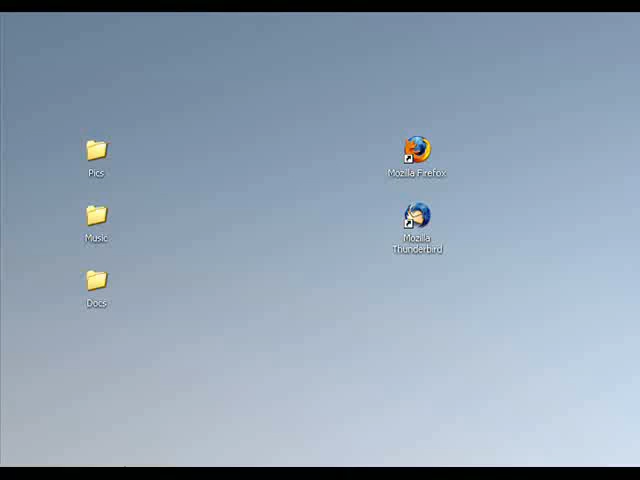 Pics
Music
Docs
Mozilla Firefox
Mozilla
Thunderbird